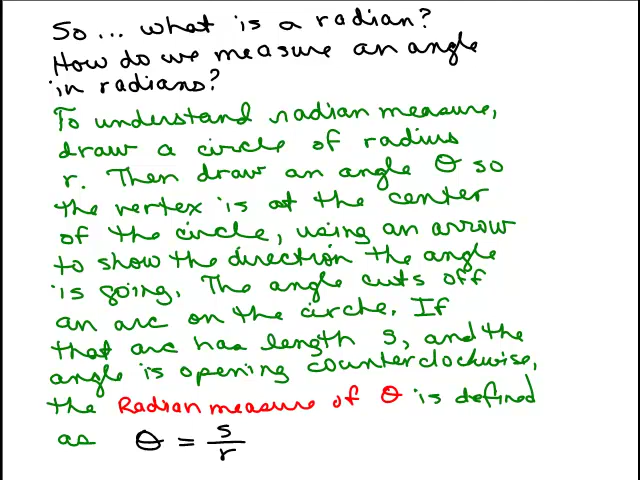 So... what is a radian?
How do we measure an angle
in radians?
To understand radian measure,
draw a circle of radius
r. Then draw an angle θ so
the vertex is at the center
of the circle, using an arrow
to show the direction the angle
is going. The angle cuts off
an arc on the circle. If
that arc has length s, and the
angle is opening counterclockwise,
the Radian measure of θ is defined
as θ = s/r